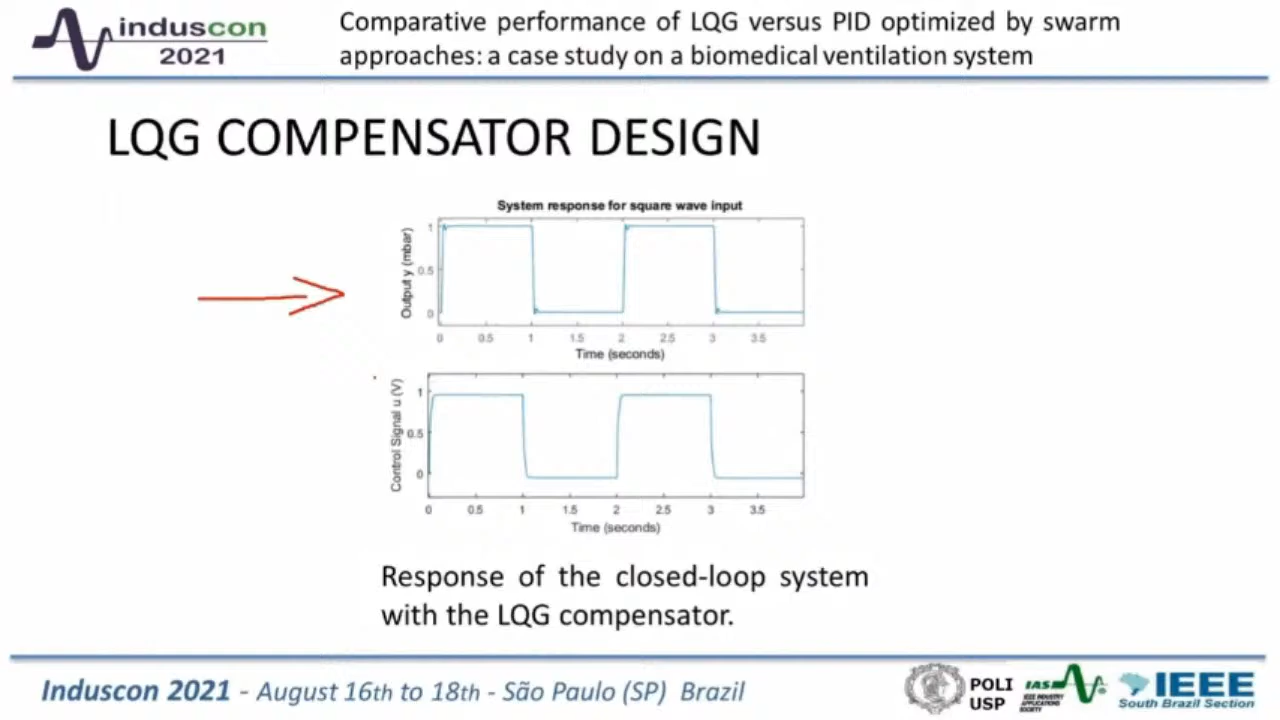 induscon
2021
Comparative performance of LQG versus PID optimized by swarm
approaches: a case study on a biomedical ventilation system
LQG COMPENSATOR DESIGN
System response for square wave input
Output y (mbar)
1
0.5
0
0 0.5 1 1.5 2 2.5 3 3.5
Time (seconds)
Control Signal u (V)
1
0.5
0
0 0.5 1 1.5 2 2.5 3 3.5
Time (seconds)
Response of the closed-loop system
with the LQG compensator.
Induscon 2021 - August 16th to 18th - São Paulo (SP) Brazil
POLI
USP
IAS
IEEE INDUSTRY
APPLICATIONS
SOCIETY
IEEE
South Brazil Section